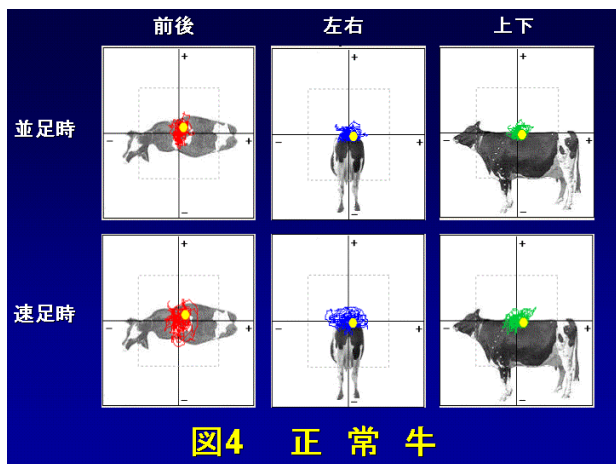 前後 左右 上下
並足時
+ + +
- + - + - +
- - -
速足時
+ + +
- + - + - +
- - -
図4 正常牛